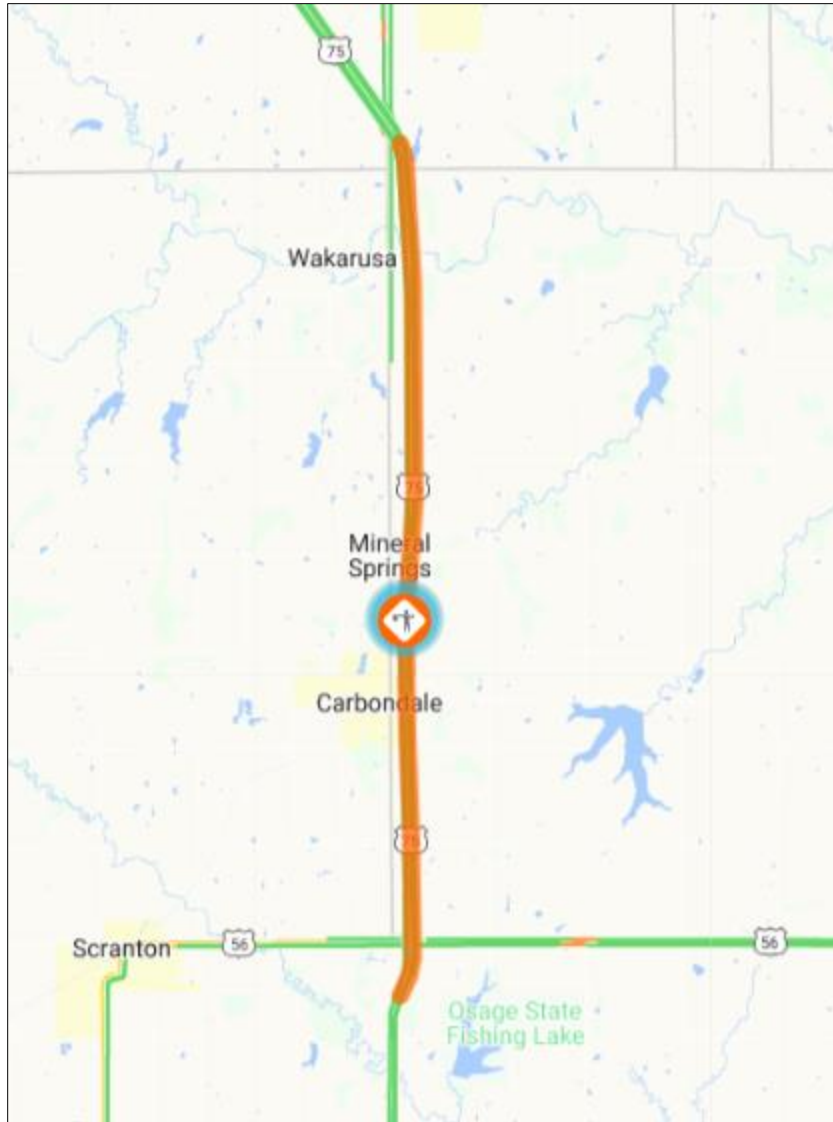 75
Wakarusa
75
Mineral
Springs
Carbondale
75
Scranton
56
56
Osage State
Fishing Lake